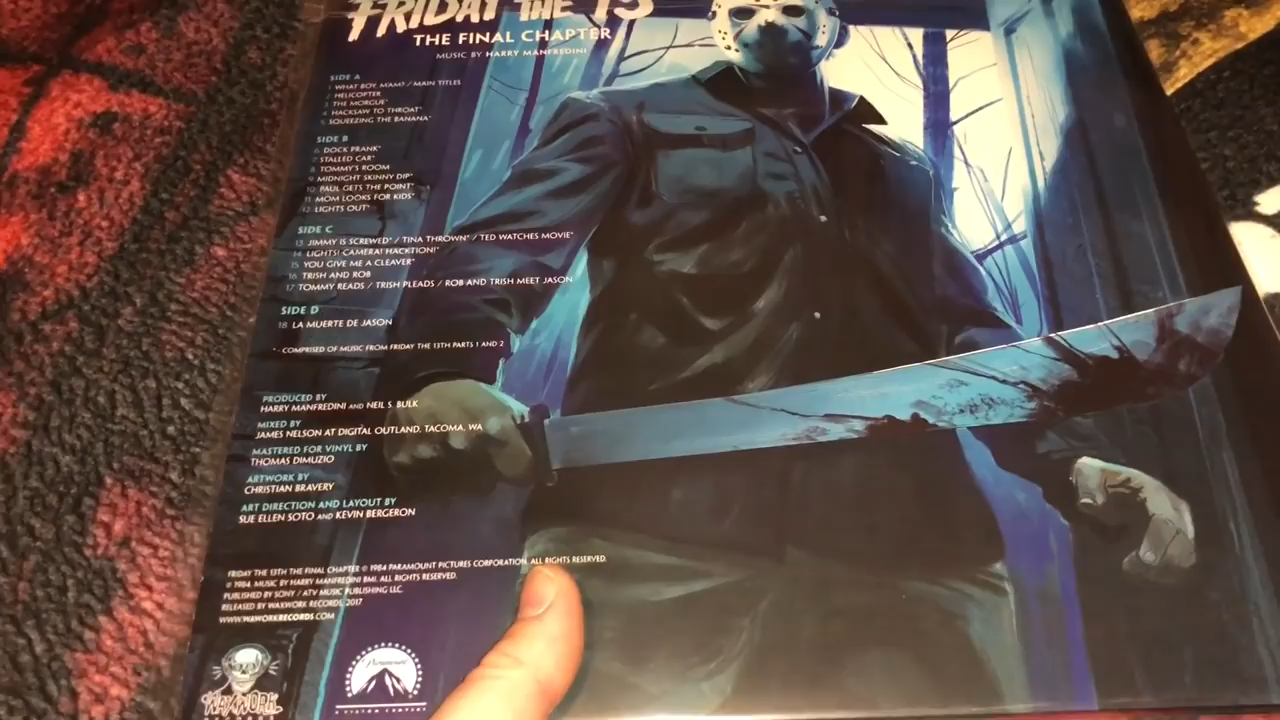 FRIDAY THE 13
THE FINAL CHAPTER
MUSIC BY HARRY MANFREDINI
SIDE A
1 WHAT BOY, MAM? / MAIN TITLES
2 HELICOPTER
3 THE MORGUE*
4 HACKSAW TO THROAT*
5 SQUEEZING THE BANANA*
SIDE B
6 DOCK PRANK*
7 STALLED CAR*
8 TOMMY'S ROOM
9 MIDNIGHT SKINNY DIP*
10 PAUL GETS THE POINT*
11 MOM LOOKS FOR KIDS*
12 LIGHTS OUT*
SIDE C
13 JIMMY IS SCREWED* / TINA THROWN* / TED WATCHES MOVIE*
14 LIGHTS! CAMERA! HACKTION!*
15 YOU GIVE ME A CLEAVER*
16 TRISH AND ROB
17 TOMMY READS / TRISH PLEADS / ROB AND TRISH MEET JASON
SIDE D
18 LA MUERTE DE JASON
* - COMPRISED OF MUSIC FROM FRIDAY THE 13TH PARTS 1 AND 2
PRODUCED BY
HARRY MANFREDINI AND NEIL S. BULK
MIXED BY
JAMES NELSON AT DIGITAL OUTLAND, TACOMA, WA
MASTERED FOR VINYL BY
THOMAS DIMUZIO
ARTWORK BY
CHRISTIAN BRAVERY
ART DIRECTION AND LAYOUT BY
SUE ELLEN SOTO AND KEVIN BERGERON
FRIDAY THE 13TH THE FINAL CHAPTER © 1984 PARAMOUNT PICTURES CORPORATION. ALL RIGHTS RESERVED.
℗ 1984. MUSIC BY HARRY MANFREDINI BMI. ALL RIGHTS RESERVED.
PUBLISHED BY SONY / ATV MUSIC PUBLISHING LLC.
RELEASED BY WAXWORK RECORDS, 2017
WWW.WAXWORKRECORDS.COM
WAXWORK
RECORDS
Paramount
A VIACOM COMPANY